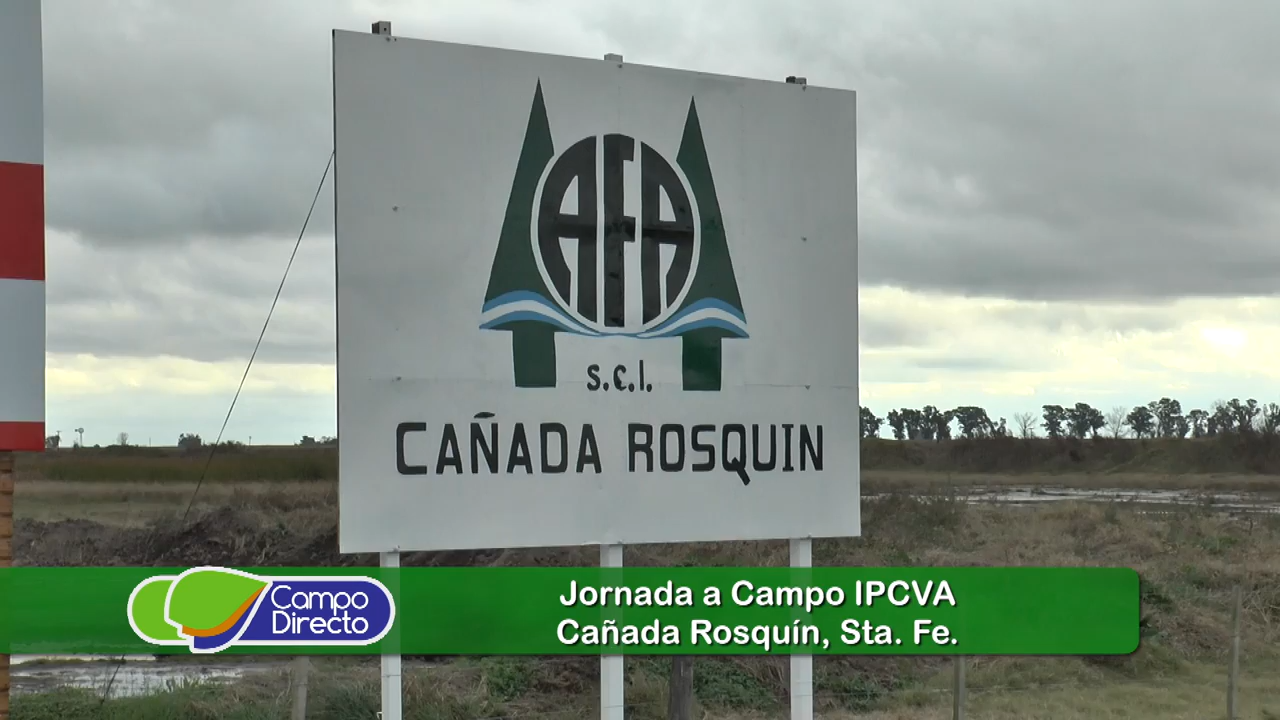 AFA
s.c.l.
CAÑADA ROSQUIN
Campo
Directo
Jornada a Campo IPCVA
Cañada Rosquín, Sta. Fe.